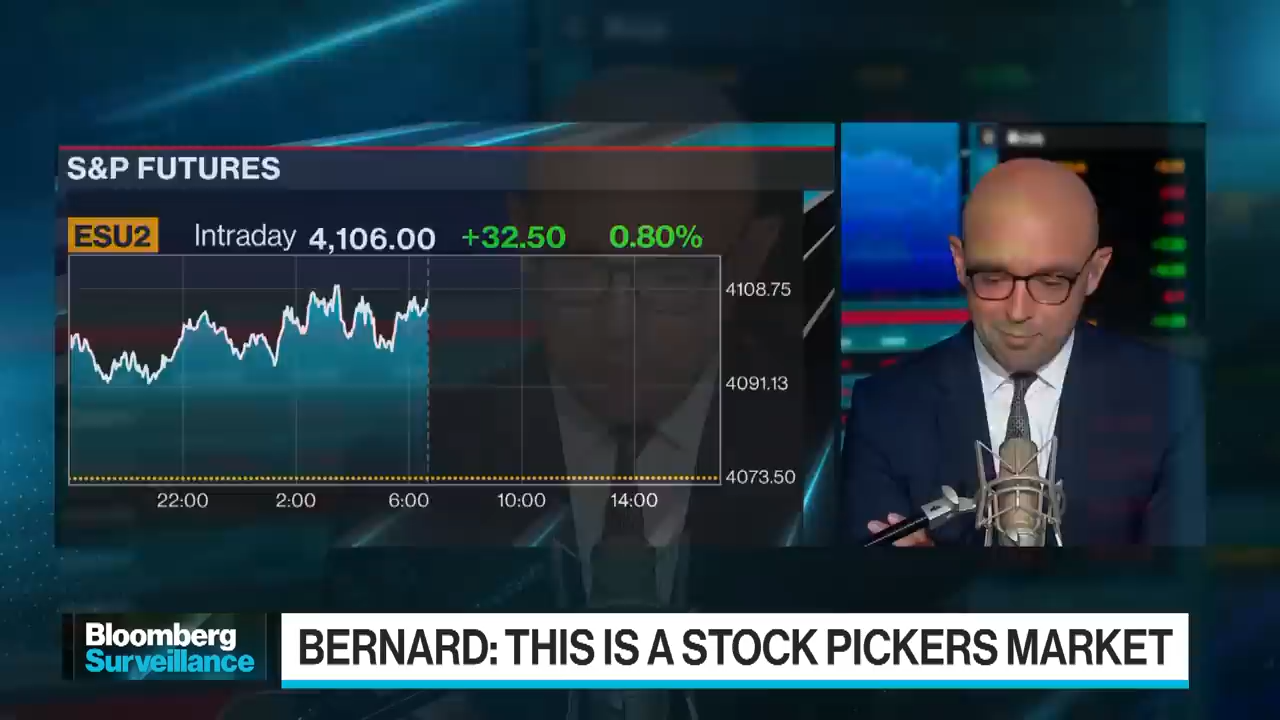 S&P FUTURES
ESU2 Intraday 4,106.00 +32.50 0.80%
4108.75
4091.13
4073.50
22:00 2:00 6:00 10:00 14:00
Bloomberg
Surveillance
BERNARD: THIS IS A STOCK PICKERS MARKET